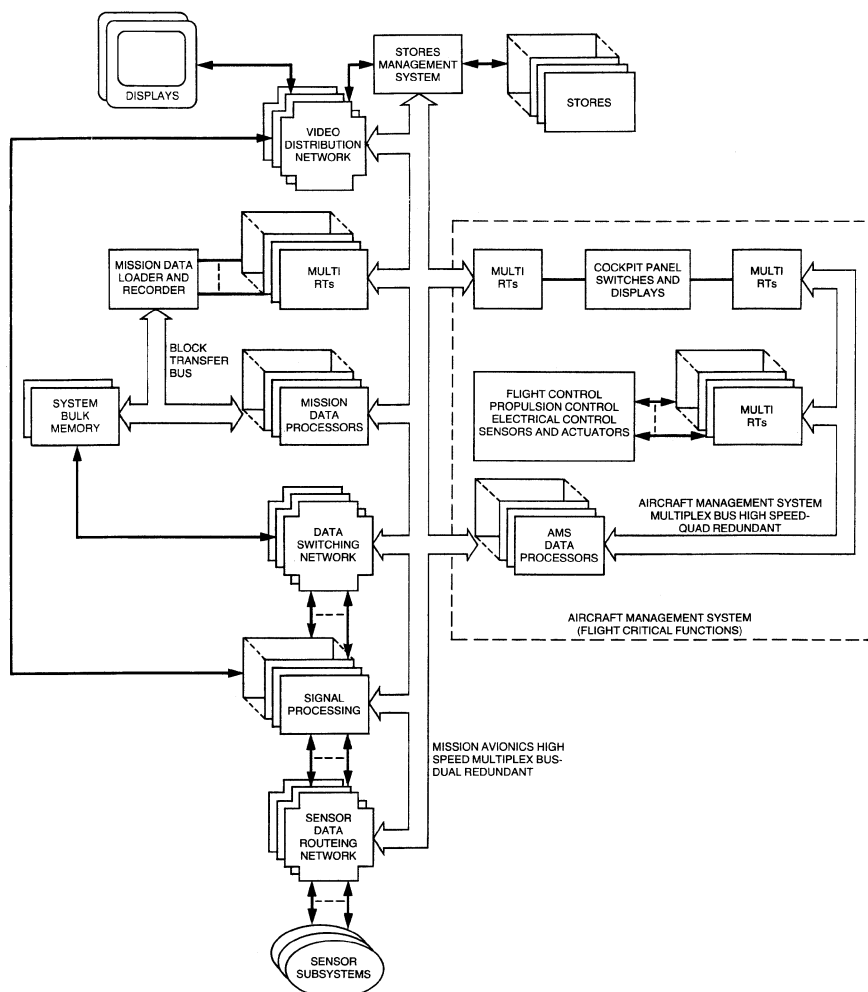 DISPLAYS
STORES
MANAGEMENT
SYSTEM
STORES
VIDEO
DISTRIBUTION
NETWORK
MISSION DATA
LOADER AND
RECORDER
MULTI
RTs
MULTI
RTs
COCKPIT PANEL
SWITCHES AND
DISPLAYS
MULTI
RTs
BLOCK
TRANSFER
BUS
SYSTEM
BULK
MEMORY
MISSION
DATA
PROCESSORS
FLIGHT CONTROL
PROPULSION CONTROL
ELECTRICAL CONTROL
SENSORS AND ACTUATORS
MULTI
RTs
DATA
SWITCHING
NETWORK
AMS
DATA
PROCESSORS
AIRCRAFT MANAGEMENT SYSTEM
MULTIPLEX BUS HIGH SPEED-
QUAD REDUNDANT
AIRCRAFT MANAGEMENT SYSTEM
(FLIGHT CRITICAL FUNCTIONS)
SIGNAL
PROCESSING
MISSION AVIONICS HIGH
SPEED MULTIPLEX BUS-
DUAL REDUNDANT
SENSOR
DATA
ROUTEING
NETWORK
SENSOR
SUBSYSTEMS